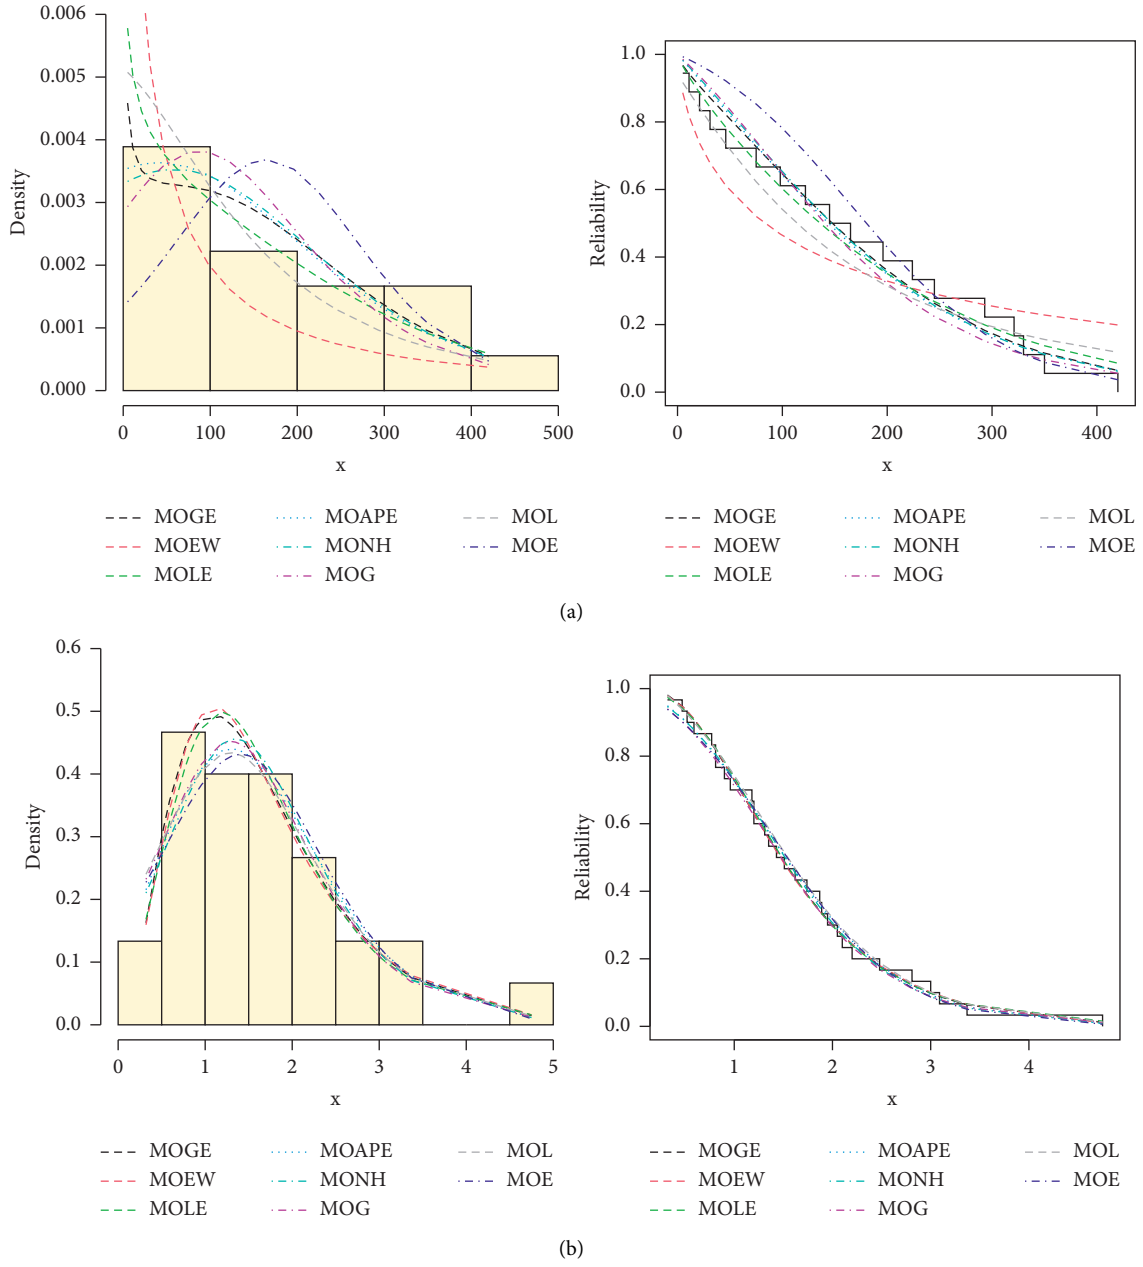 0.006
0.005
0.004
0.003
0.002
0.001
0.000
Density
0 100 200 300 400 500
x
1.0
0.8
0.6
0.4
0.2
0.0
Reliability
0 100 200 300 400
x
MOGE MOAPE MOL
MOEW MONH MOE
MOLE MOG
MOGE MOAPE MOL
MOEW MONH MOE
MOLE MOG
(a)
0.6
0.5
0.4
0.3
0.2
0.1
0.0
Density
0 1 2 3 4 5
x
1.0
0.8
0.6
0.4
0.2
0.0
Reliability
1 2 3 4
x
MOGE MOAPE MOL
MOEW MONH MOE
MOLE MOG
MOGE MOAPE MOL
MOEW MONH MOE
MOLE MOG
(b)